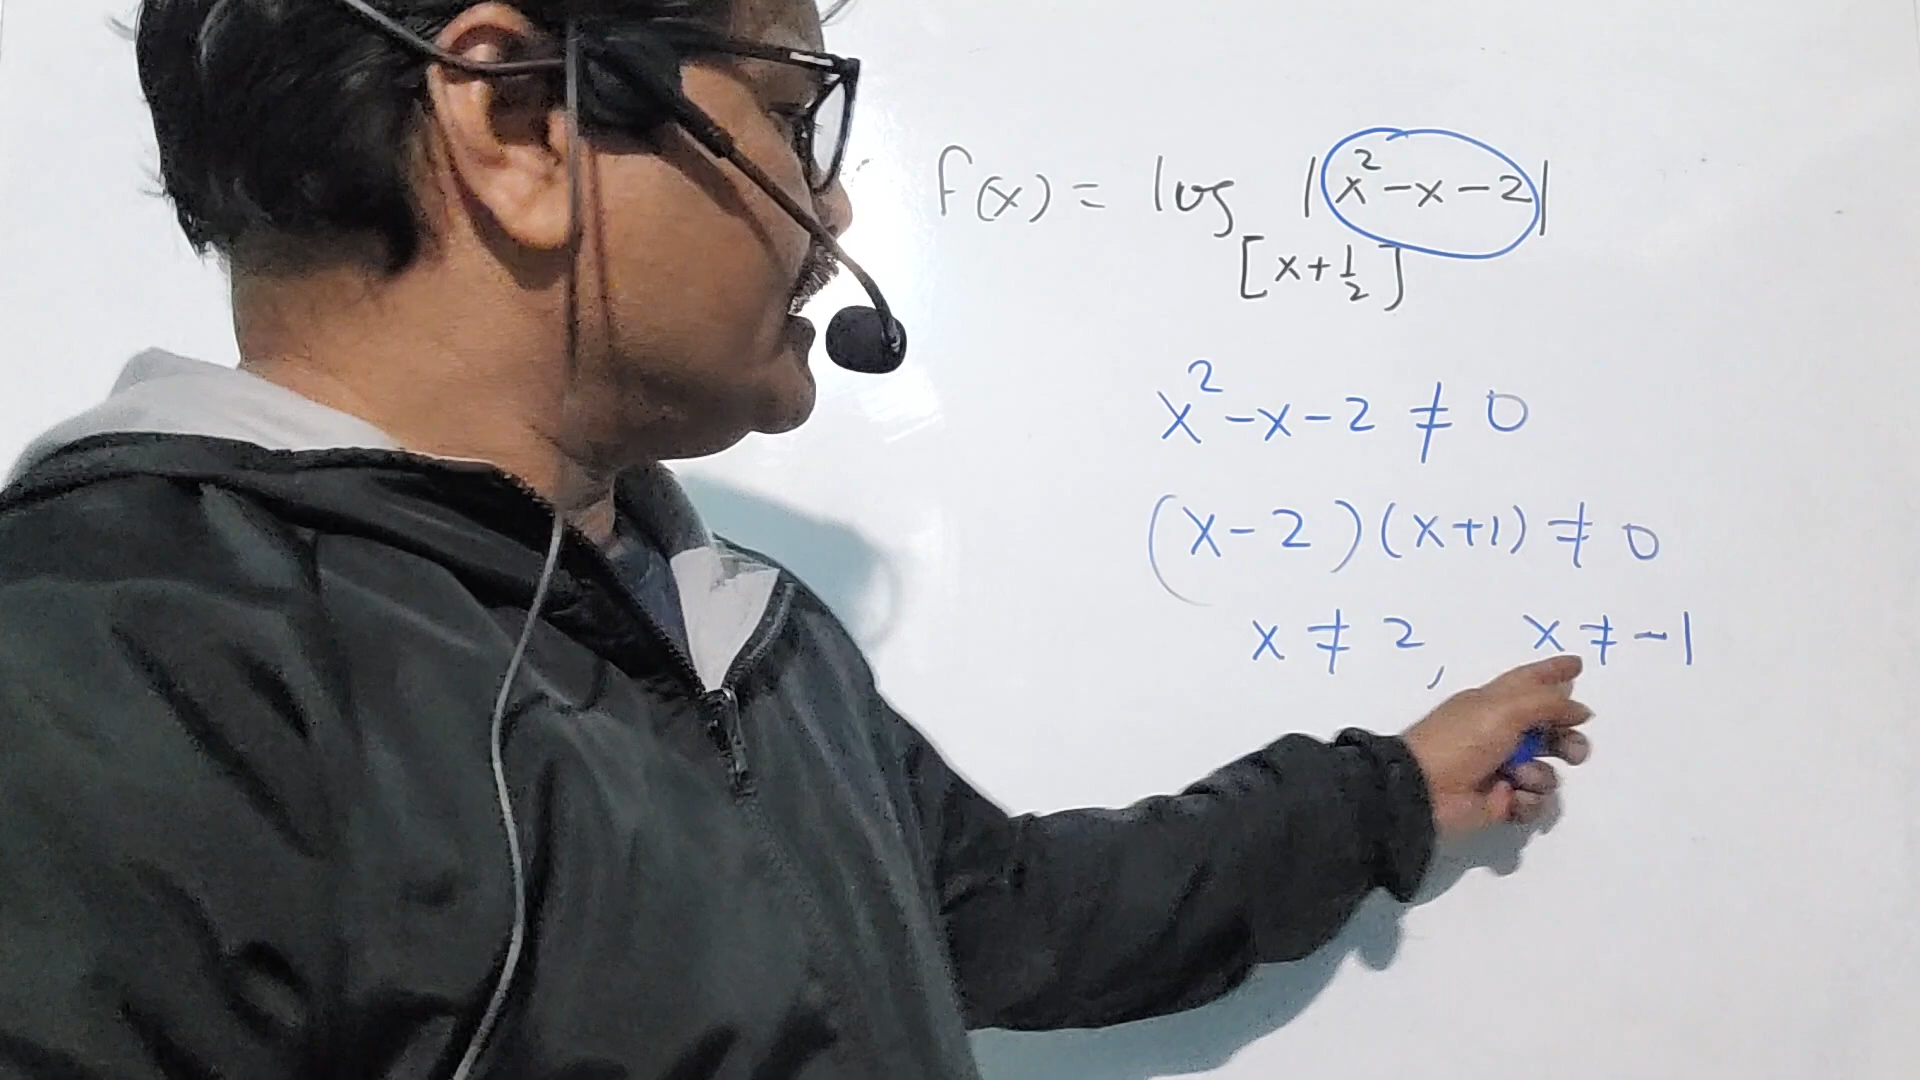 f(x) = log |x² - x - 2|
[x + 1/2]
x² - x - 2 ≠ 0
(x - 2)(x + 1) ≠ 0
x ≠ 2, x ≠ -1